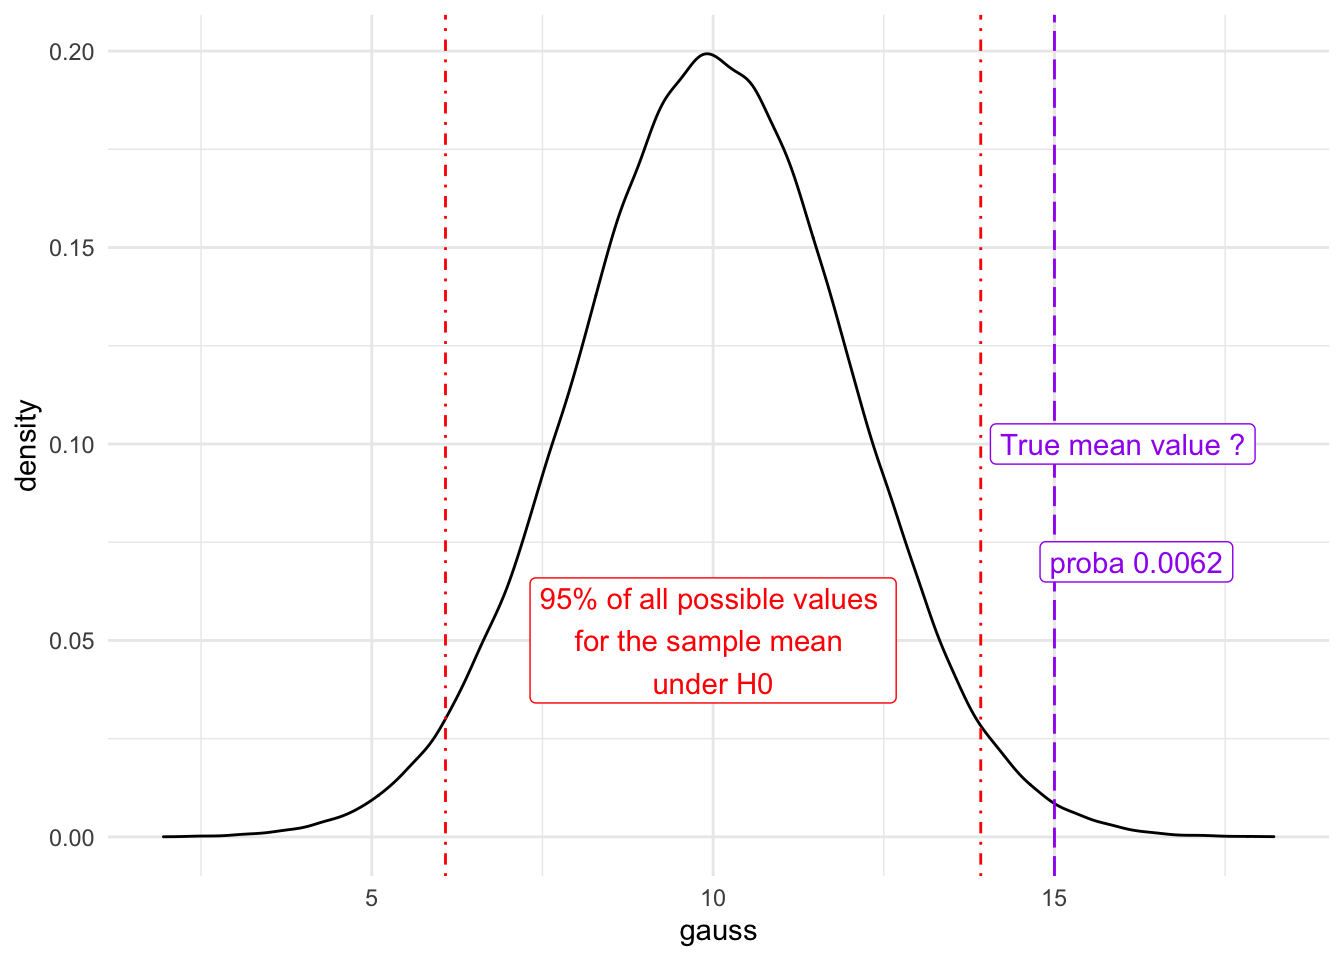 0.20
0.15
0.10
0.05
0.00
density
True mean value ?
proba 0.0062
95% of all possible values
for the sample mean
under H0
5
10
15
gauss